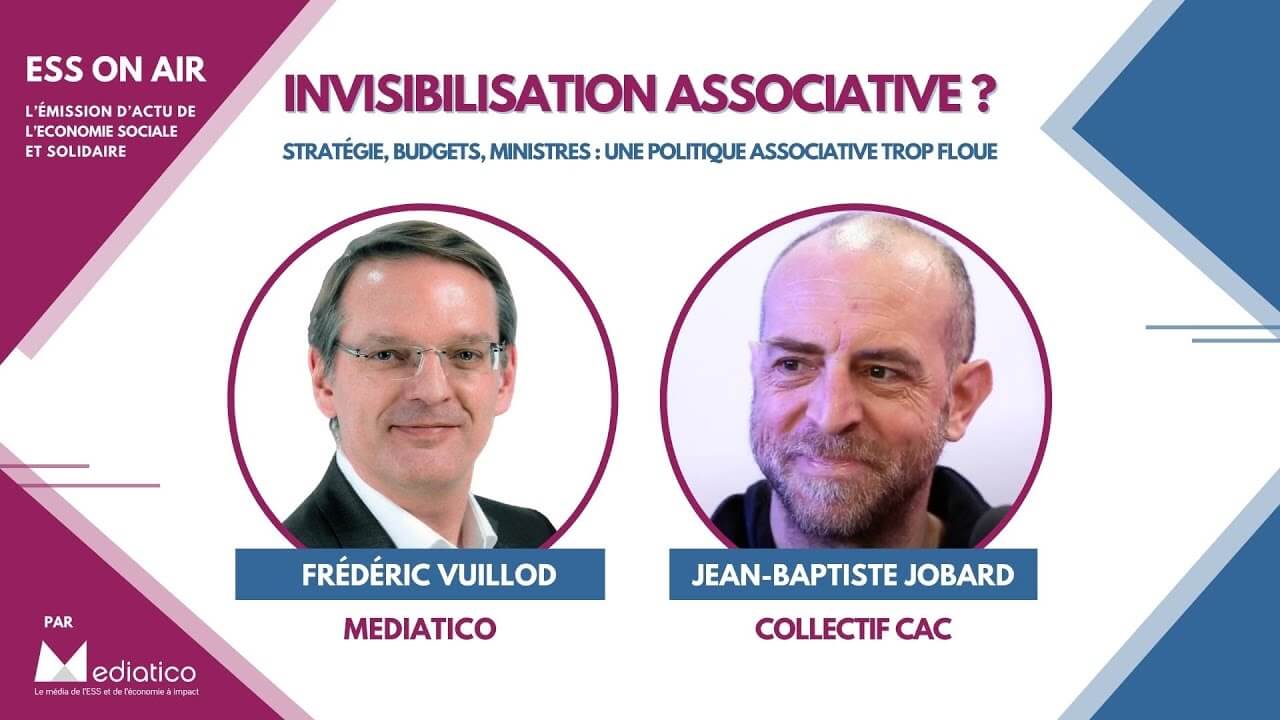 ESS ON AIR
L'ÉMISSION D'ACTU DE
L'ECONOMIE SOCIALE
ET SOLIDAIRE
INVISIBILISATION ASSOCIATIVE ?
STRATÉGIE, BUDGETS, MINISTRES : UNE POLITIQUE ASSOCIATIVE TROP FLOUE
FRÉDÉRIC VUILLOD
MEDIATICO
JEAN-BAPTISTE JOBARD
COLLECTIF CAC
PAR
Mediatico
Le média de l'ESS et de l'économie à impact